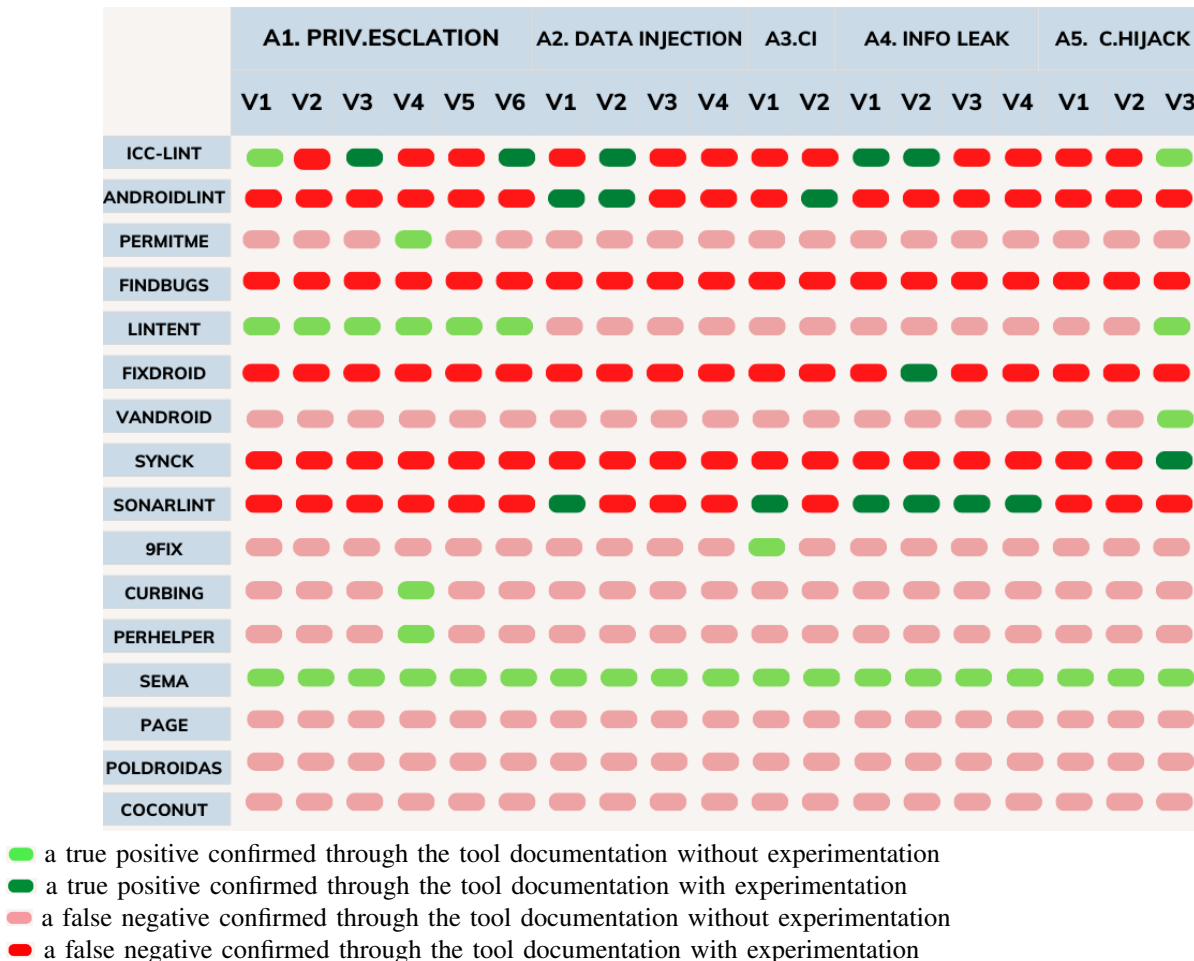 A1. PRIV.ESCLATION A2. DATA INJECTION A3.CI A4. INFO LEAK A5. C.HIJACK
V1 V2 V3 V4 V5 V6 V1 V2 V3 V4 V1 V2 V1 V2 V3 V4 V1 V2 V3
ICC-LINT
ANDROIDLINT
PERMITME
FINDBUGS
LINTENT
FIXDROID
VANDROID
SYNCK
SONARLINT
9FIX
CURBING
PERHELPER
SEMA
PAGE
POLDROIDAS
COCONUT
a true positive confirmed through the tool documentation without experimentation
a true positive confirmed through the tool documentation with experimentation
a false negative confirmed through the tool documentation without experimentation
a false negative confirmed through the tool documentation with experimentation